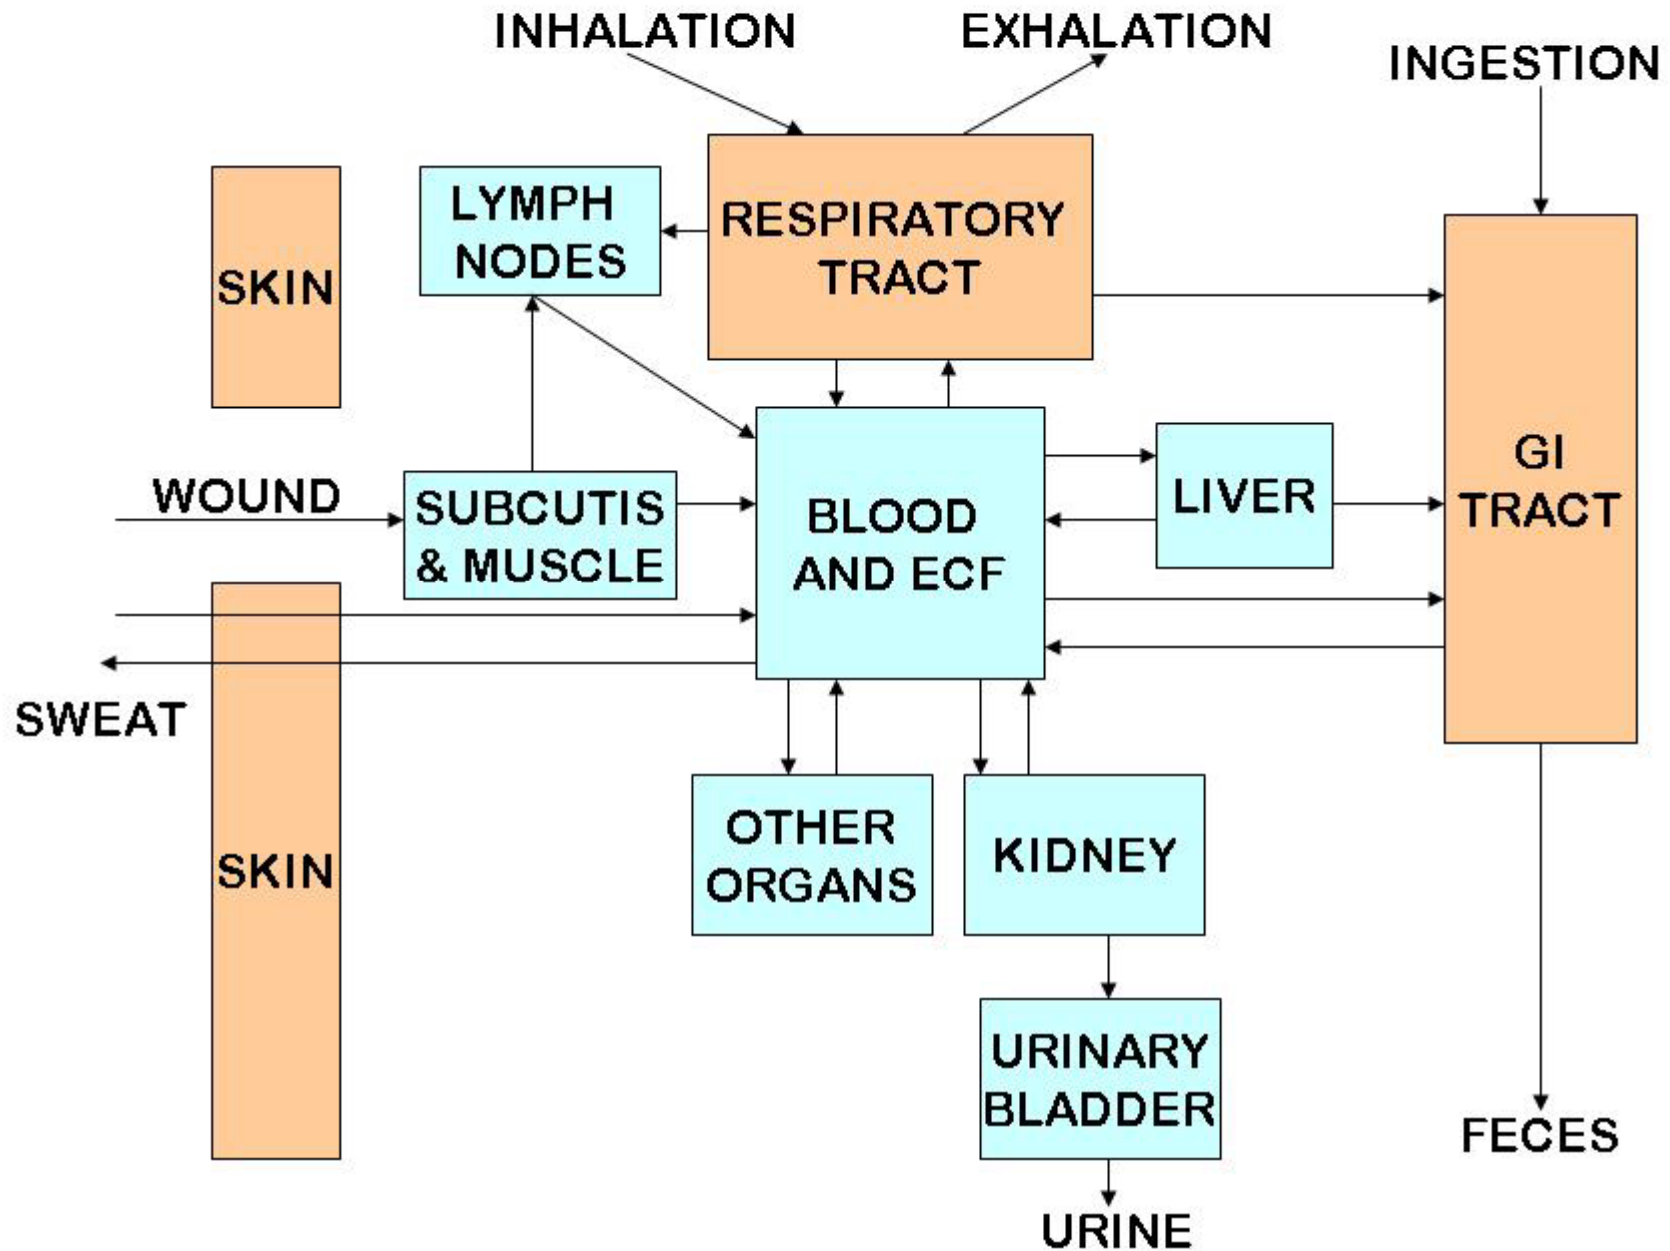 INHALATION
EXHALATION
INGESTION
LYMPH
NODES
RESPIRATORY
TRACT
SKIN
WOUND
SUBCUTIS
& MUSCLE
BLOOD
AND ECF
LIVER
GI
TRACT
SWEAT
SKIN
OTHER
ORGANS
KIDNEY
URINARY
BLADDER
FECES
URINE